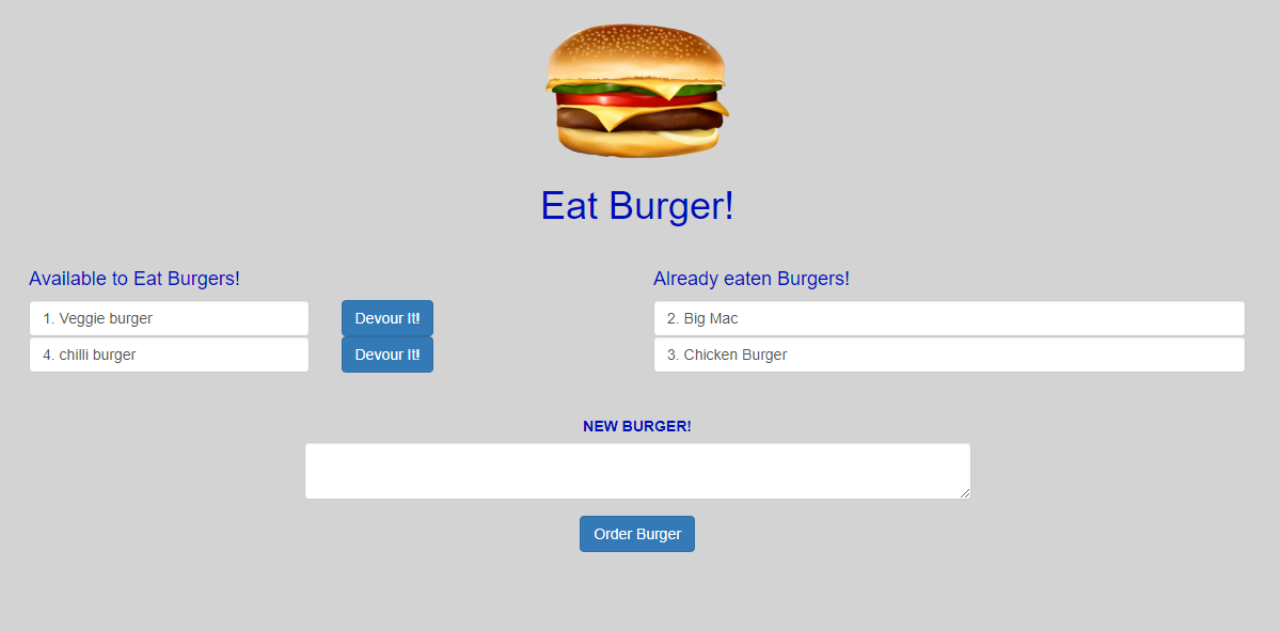 Eat Burger!
Available to Eat Burgers!
1. Veggie burger
Devour It!
4. chilli burger
Devour It!
Already eaten Burgers!
2. Big Mac
3. Chicken Burger
NEW BURGER!
Order Burger